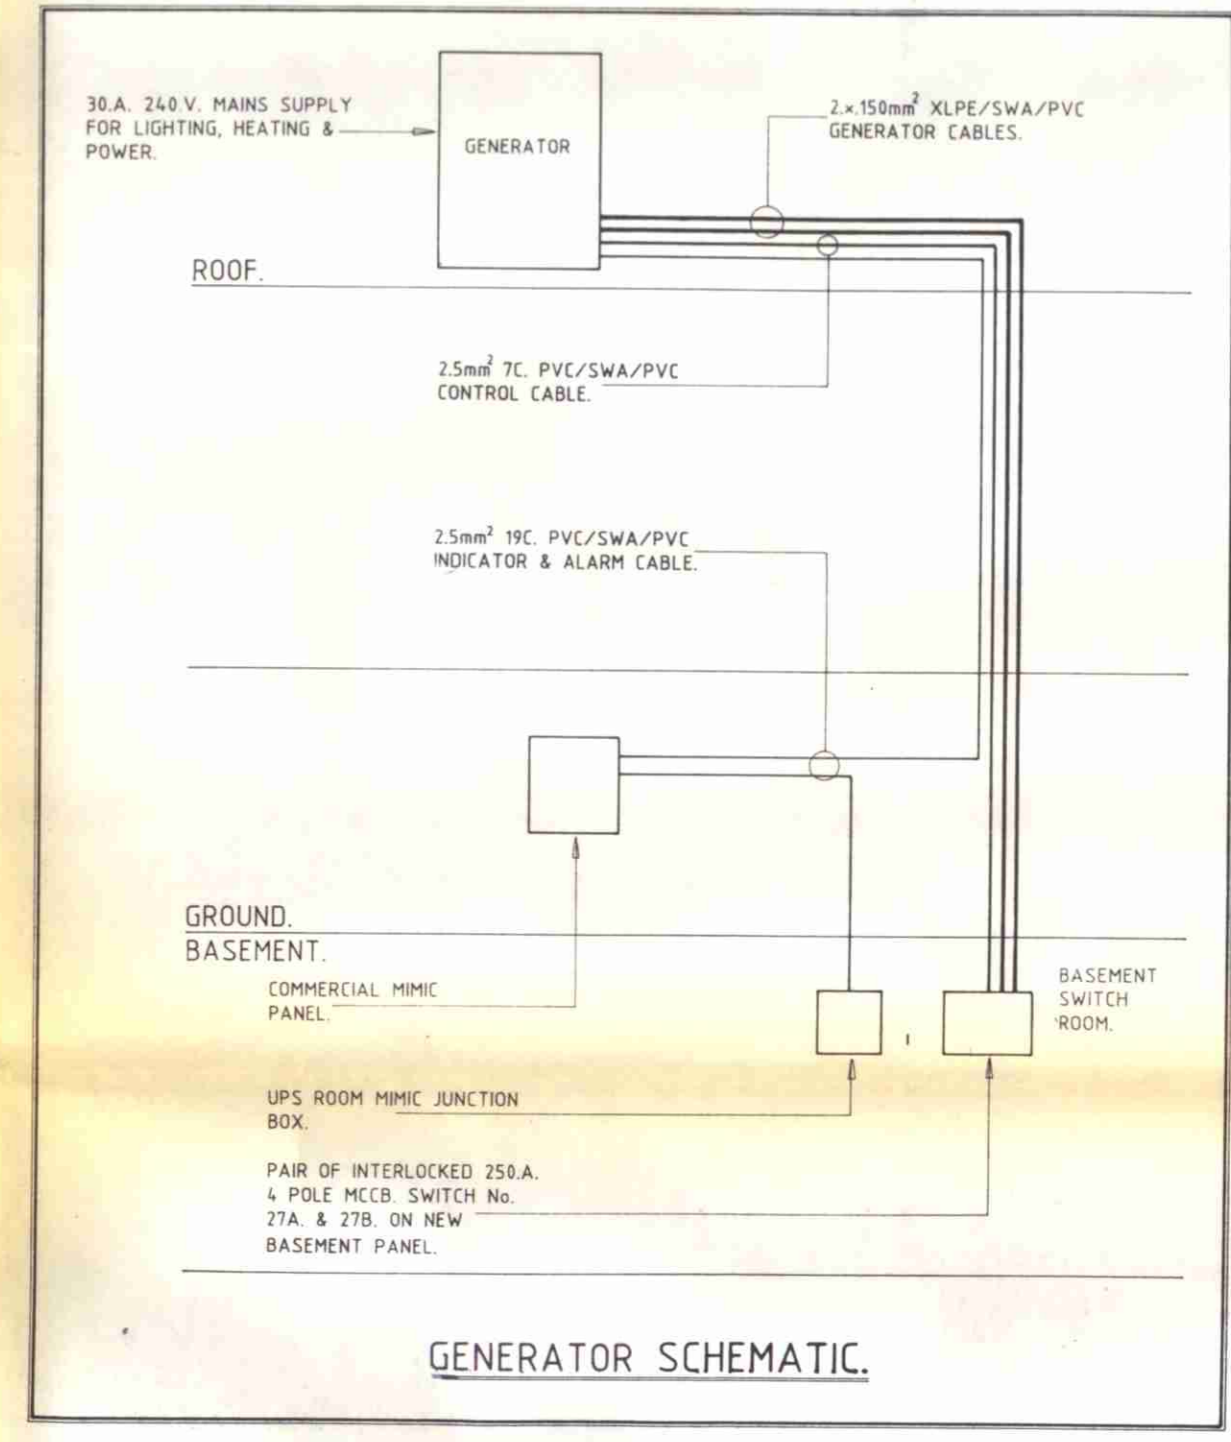 30.A. 240.V. MAINS SUPPLY
FOR LIGHTING, HEATING &
POWER.
GENERATOR
2.×.150mm² XLPE/SWA/PVC
GENERATOR CABLES.
ROOF.
2.5mm² 7C. PVC/SWA/PVC
CONTROL CABLE.
2.5mm² 19C. PVC/SWA/PVC
INDICATOR & ALARM CABLE.
GROUND.
BASEMENT.
COMMERCIAL MIMIC
PANEL.
BASEMENT
SWITCH
ROOM.
UPS ROOM MIMIC JUNCTION
BOX.
PAIR OF INTERLOCKED 250.A.
4 POLE MCCB. SWITCH No.
27A. & 27B. ON NEW
BASEMENT PANEL.
GENERATOR SCHEMATIC.